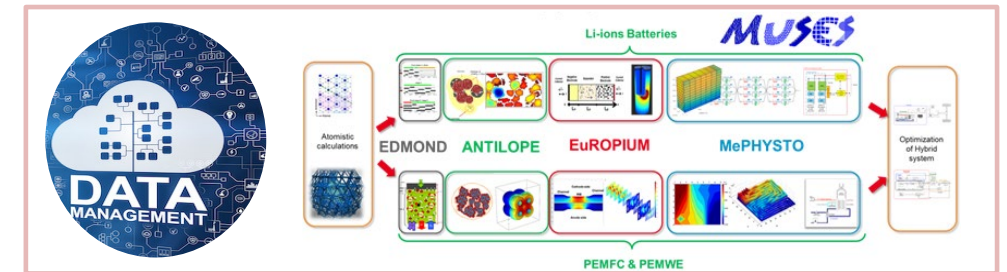 DATA
MANAGEMENT
Li-ions Batteries
MUSES
Atomistic
calculations
EDMOND
ANTILOPE
EuROPIUM
MePHYSTO
Optimization
of Hybrid
system
PEMFC & PEMWE